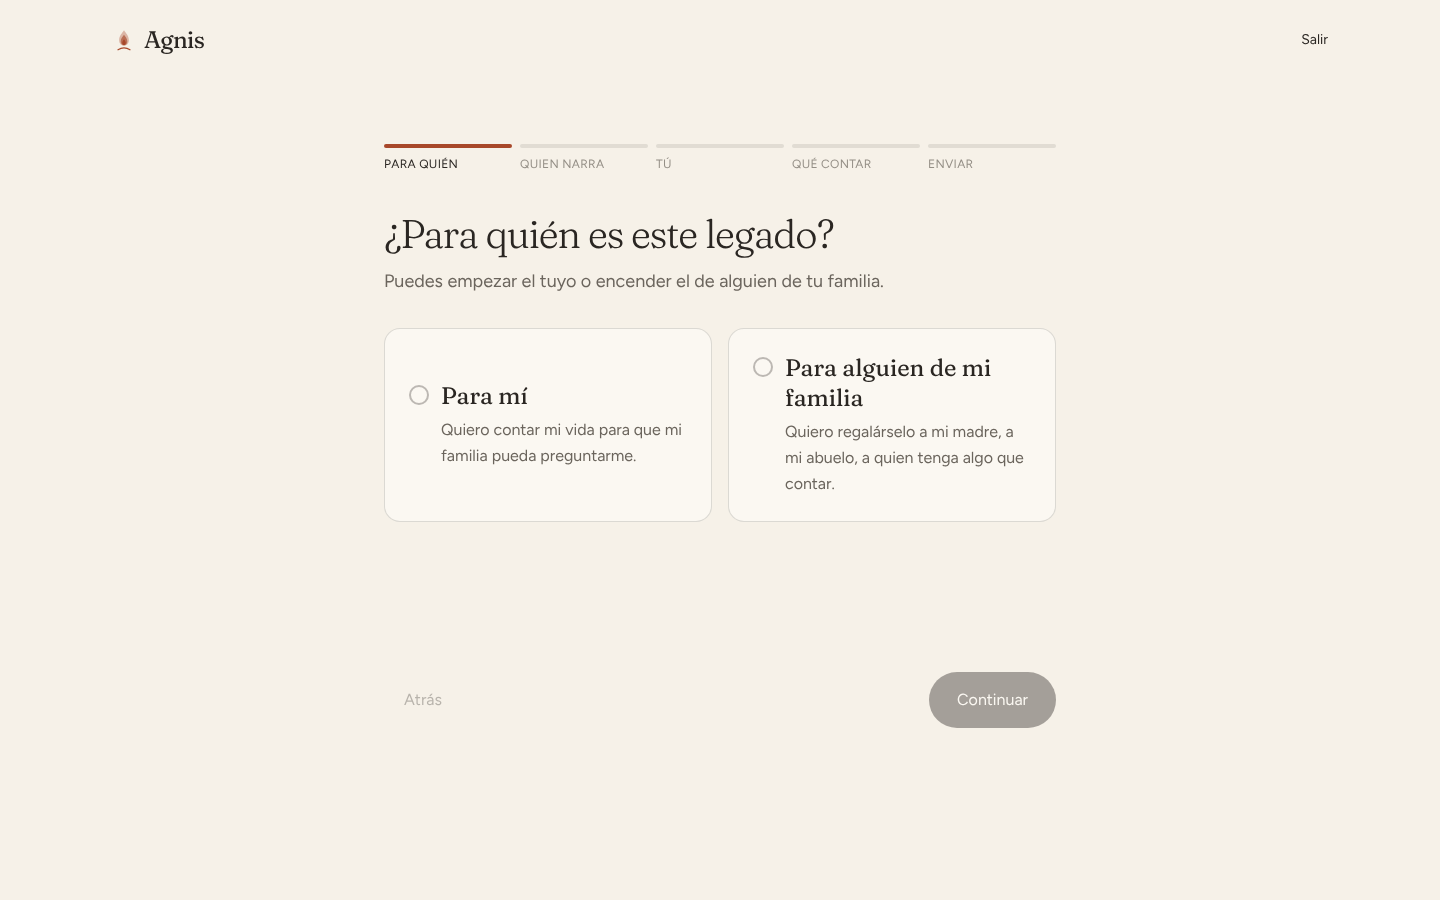 Agnis
Salir
PARA QUIÉN
QUIEN NARRA
TÚ
QUÉ CONTAR
ENVIAR
¿Para quién es este legado?
Puedes empezar el tuyo o encender el de alguien de tu familia.
Para mí
Quiero contar mi vida para que mi
familia pueda preguntarme.
Para alguien de mi
familia
Quiero regalárselo a mi madre, a
mi abuelo, a quien tenga algo que
contar.
Atrás
Continuar